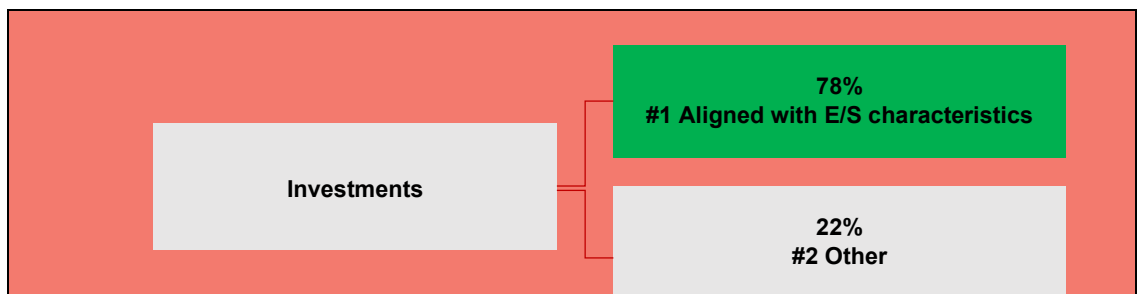 78%
#1 Aligned with E/S characteristics
Investments
22%
#2 Other